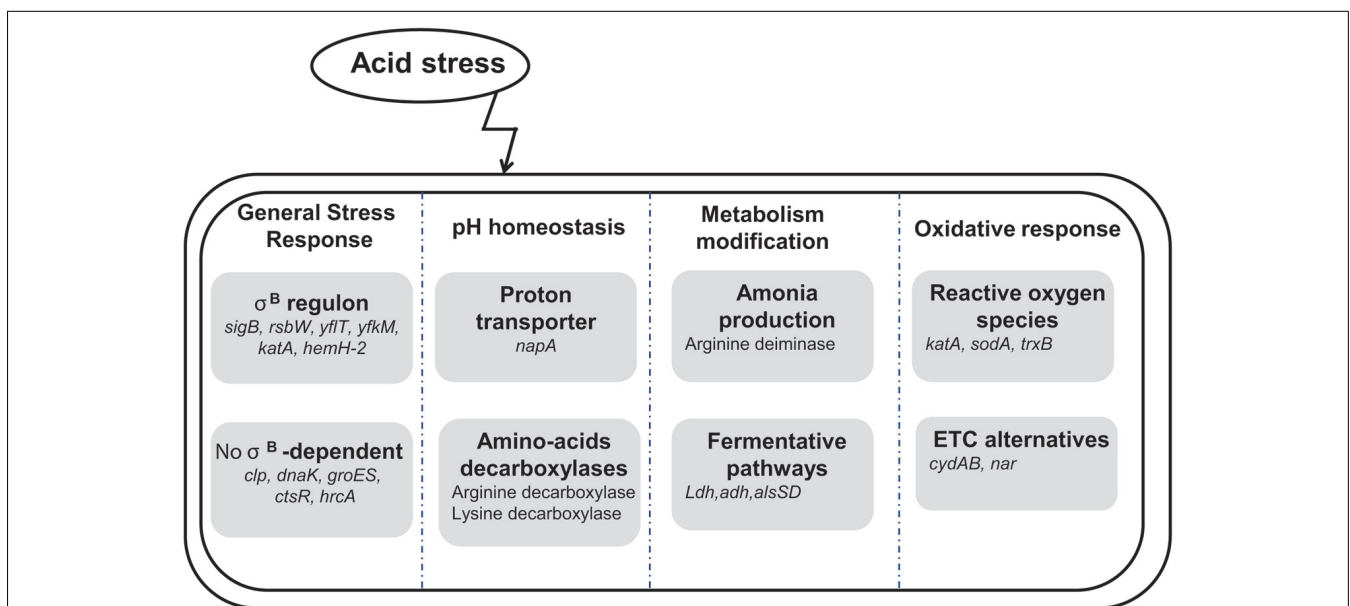 Acid stress
General Stress
Response
σ B regulon
sigB, rsbW, yflT, yfkM,
katA, hemH-2
No σ B -dependent
clp, dnaK, groES,
ctsR, hrcA
pH homeostasis
Proton
transporter
napA
Amino-acids
decarboxylases
Arginine decarboxylase
Lysine decarboxylase
Metabolism
modification
Amonia
production
Arginine deiminase
Fermentative
pathways
Ldh,adh,alsSD
Oxidative response
Reactive oxygen
species
katA, sodA, trxB
ETC alternatives
cydAB, nar